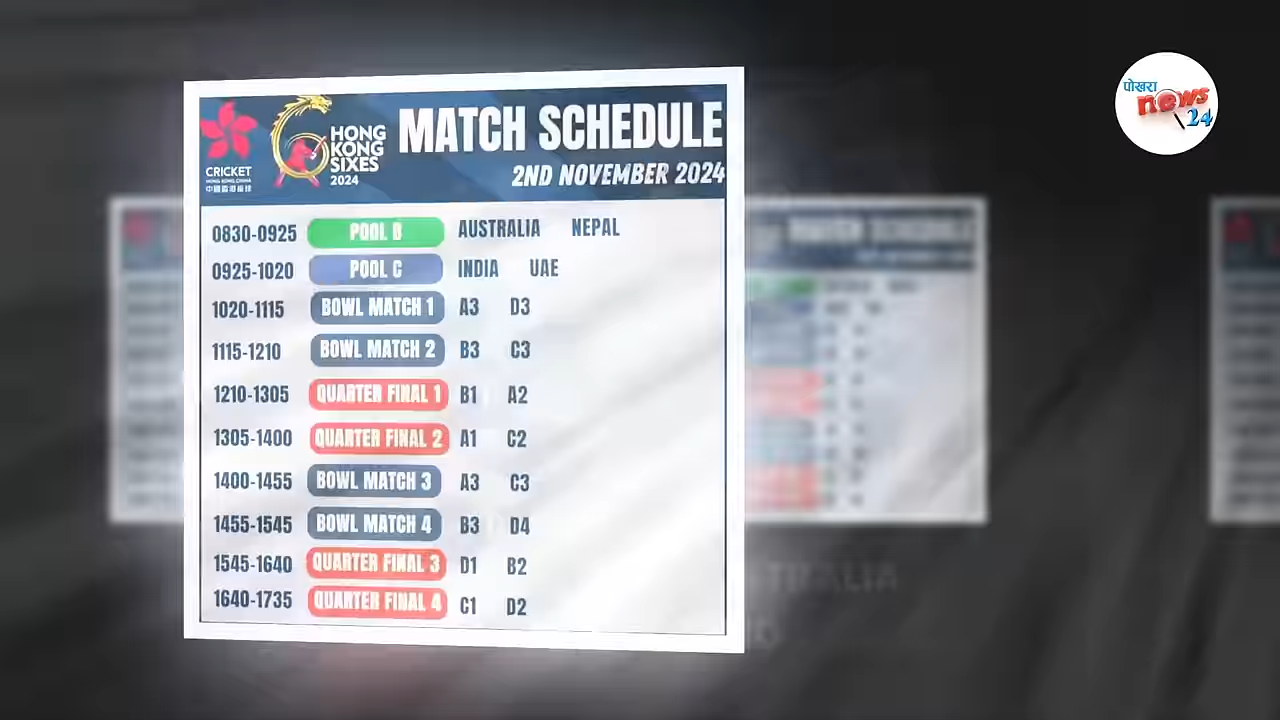 पोखरा
news
24
HONG
KONG
SIXES
2024
CRICKET
HONG KONG, CHINA
中國香港板球
MATCH SCHEDULE
2ND NOVEMBER 2024
0830-0925 POOL B AUSTRALIA NEPAL
0925-1020 POOL C INDIA UAE
1020-1115 BOWL MATCH 1 A3 D3
1115-1210 BOWL MATCH 2 B3 C3
1210-1305 QUARTER FINAL 1 B1 A2
1305-1400 QUARTER FINAL 2 A1 C2
1400-1455 BOWL MATCH 3 A3 C3
1455-1545 BOWL MATCH 4 B3 D4
1545-1640 QUARTER FINAL 3 D1 B2
1640-1735 QUARTER FINAL 4 C1 D2